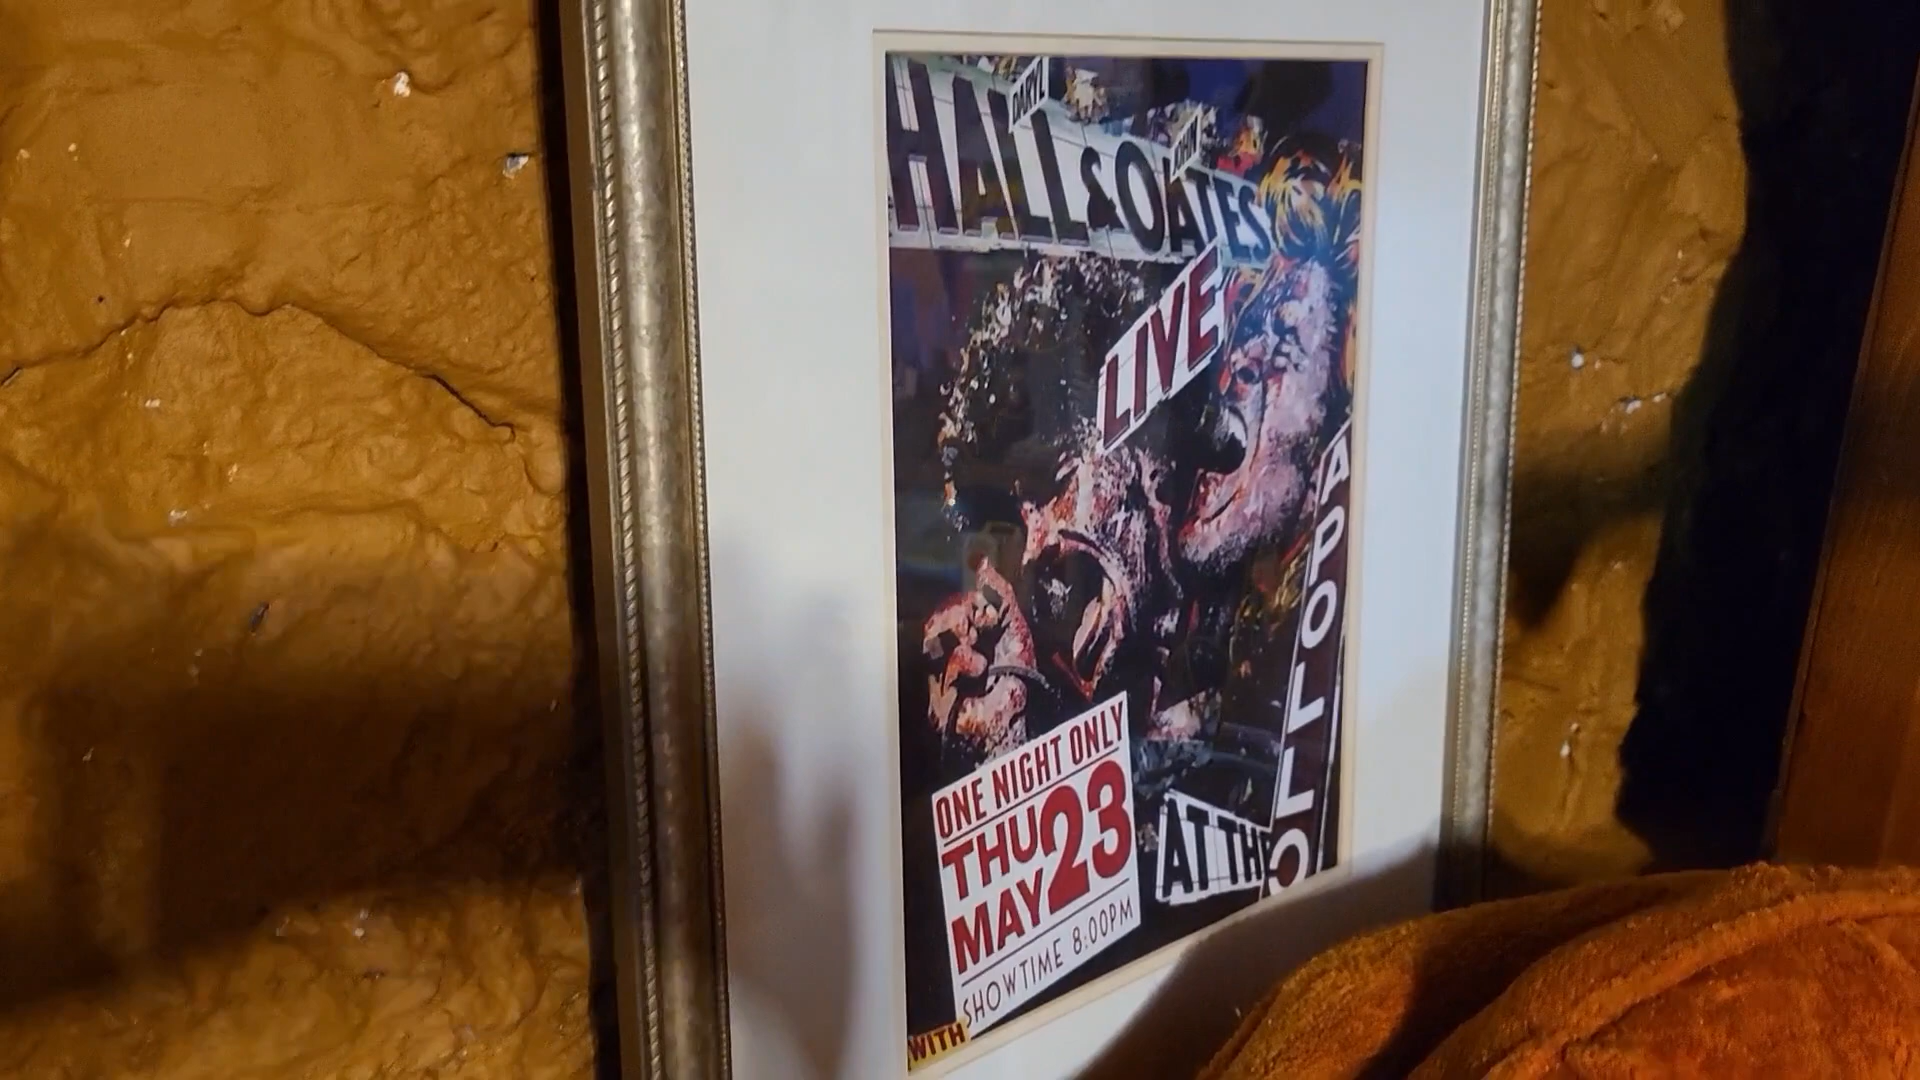 DARYL
HALL & OATES
JOHN
LIVE
AT THE
APOLLO
ONE NIGHT ONLY
THU
MAY
23
SHOWTIME 8:00PM
WITH